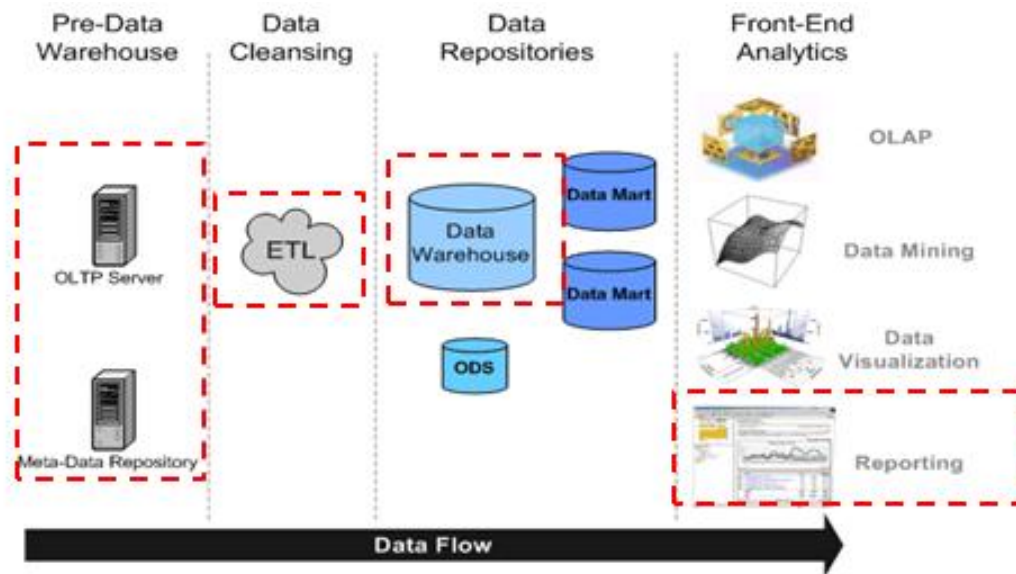 Pre-Data
Warehouse
Data
Cleansing
Data
Repositories
Front-End
Analytics
OLTP Server
Meta-Data Repository
ETL
Data
Warehouse
Data Mart
Data Mart
ODS
OLAP
Data Mining
Data
Visualization
Reporting
Data Flow